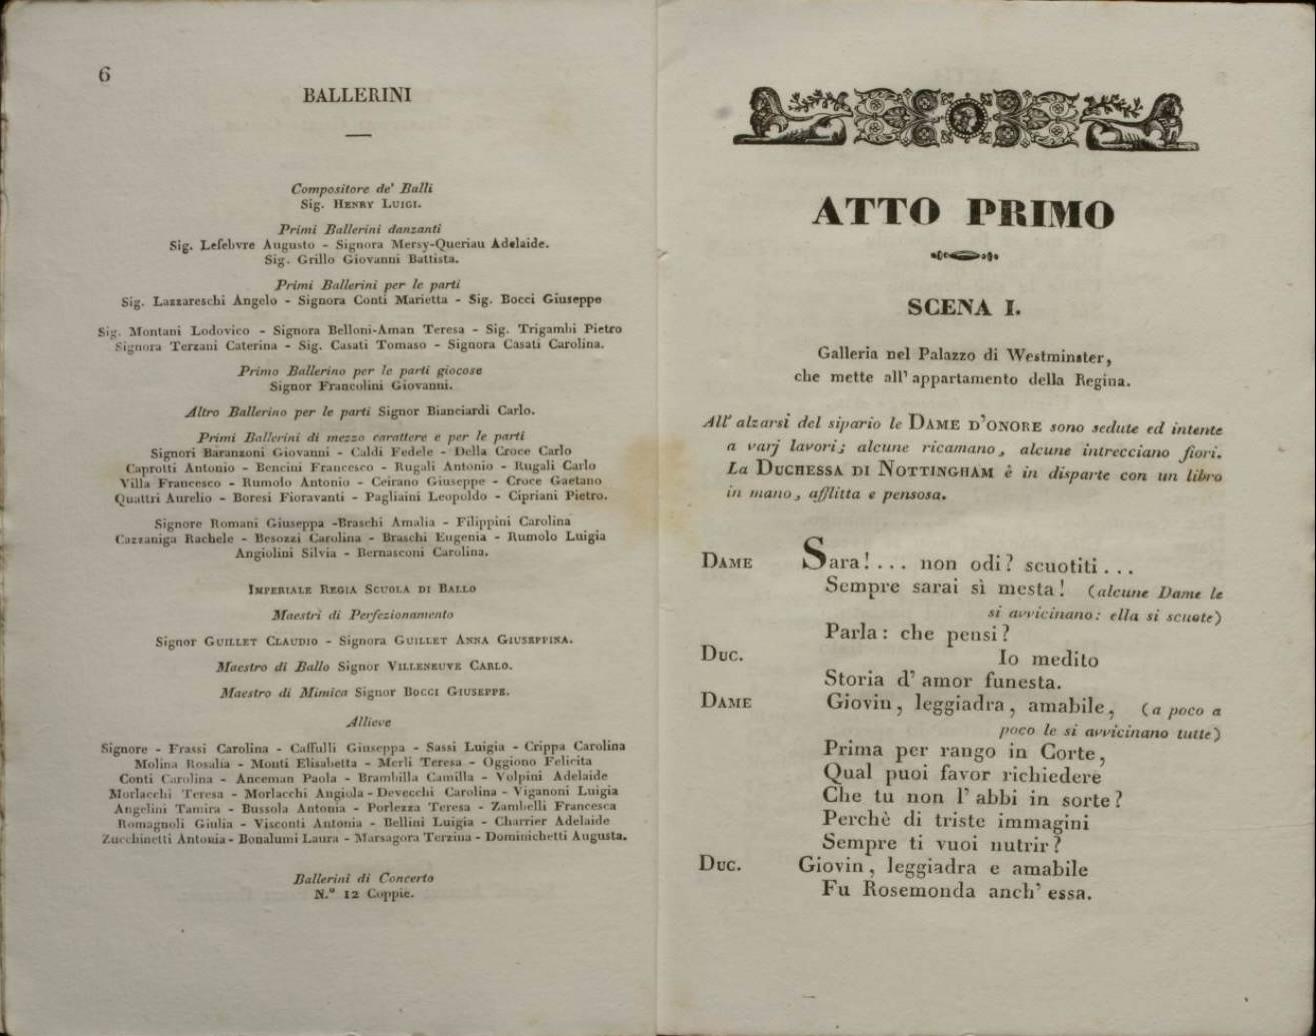 6
BALLERINI
Compositore de' Balli
Sig. HENRY LUIGI.
Primi Ballerini danzanti
Sig. Lefebvre Augusto - Signora Mersy-Queriau Adelaide.
Sig. Grillo Giovanni Battista.
Primi Ballerini per le parti
Sig. Lazzareschi Angelo - Signora Conti Marietta - Sig. Bocci Giuseppe
Sig. Montani Lodovico - Signora Belloni-Aman Teresa - Sig. Trigambi Pietro
Signora Terzani Caterina - Sig. Casati Tomaso - Signora Casati Carolina.
Primo Ballerino per le parti giocose
Signor Francolini Giovanni.
Altro Ballerino per le parti Signor Bianciardi Carlo.
Primi Ballerini di mezzo carattere e per le parti
Signori Baranzoni Giovanni - Caldi Fedele - Della Croce Carlo
Caprotti Antonio - Bencini Francesco - Rugali Antonio - Rugali Carlo
Villa Francesco - Rumolo Antonio - Ceirano Giuseppe - Croce Gaetano
Quattri Aurelio - Boresi Fioravanti - Pagliaini Leopoldo - Cipriani Pietro.
Signore Romani Giuseppa -Braschi Amalia - Filippini Carolina
Cazzaniga Rachele - Besozzi Carolina - Braschi Eugenia - Rumolo Luigia
Angiolini Silvia - Bernasconi Carolina.
IMPERIALE REGIA SCUOLA DI BALLO
Maestri di Perfezionamento
Signor GUILLET CLAUDIO - Signora GUILLET ANNA GIUSEPPINA.
Maestro di Ballo Signor VILLENEUVE CARLO.
Maestro di Mimica Signor BOCCI GIUSEPPE.
Allieve
Signore - Frassi Carolina - Caffulli Giuseppa - Sassi Luigia - Crippa Carolina
Molina Rosalia - Monti Elisabetta - Merli Teresa - Oggiono Felicita
Conti Carolina - Anceman Paola - Brambilla Camilla - Volpini Adelaide
Morlacchi Teresa - Morlacchi Angiola - Devecchi Carolina - Viganoni Luigia
Angelini Tamira - Bussola Antonia - Porlezza Teresa - Zambelli Francesca
Romagnoli Giulia - Visconti Antonia - Bellini Luigia - Charrier Adelaide
Zucchinetti Antonia - Bonalumi Laura - Marsagora Terzina - Dominichetti Augusta.
Ballerini di Concerto
N.º 12 Coppie.
ATTO PRIMO
SCENA I.
Galleria nel Palazzo di Westminster,
che mette all' appartamento della Regina.
All' alzarsi del sipario le DAME D'ONORE sono sedute ed intente
a varj lavori; alcune ricamano, alcune intrecciano fiori.
La DUCHESSA DI NOTTINGHAM è in disparte con un libro
in mano, afflitta e pensosa.
DAME Sara!... non odi? scuotiti...
Sempre sarai sì mesta! (alcune Dame le
si avvicinano: ella si scuote)
Parla: che pensi?
DUC. Io medito
Storia d' amor funesta.
DAME Giovin, leggiadra, amabile, (a poco a
poco le si avvicinano tutte)
Prima per rango in Corte,
Qual puoi favor richiedere
Che tu non l' abbi in sorte?
Perchè di triste immagini
Sempre ti vuoi nutrir?
DUC. Giovin, leggiadra e amabile
Fu Rosemonda anch' essa.